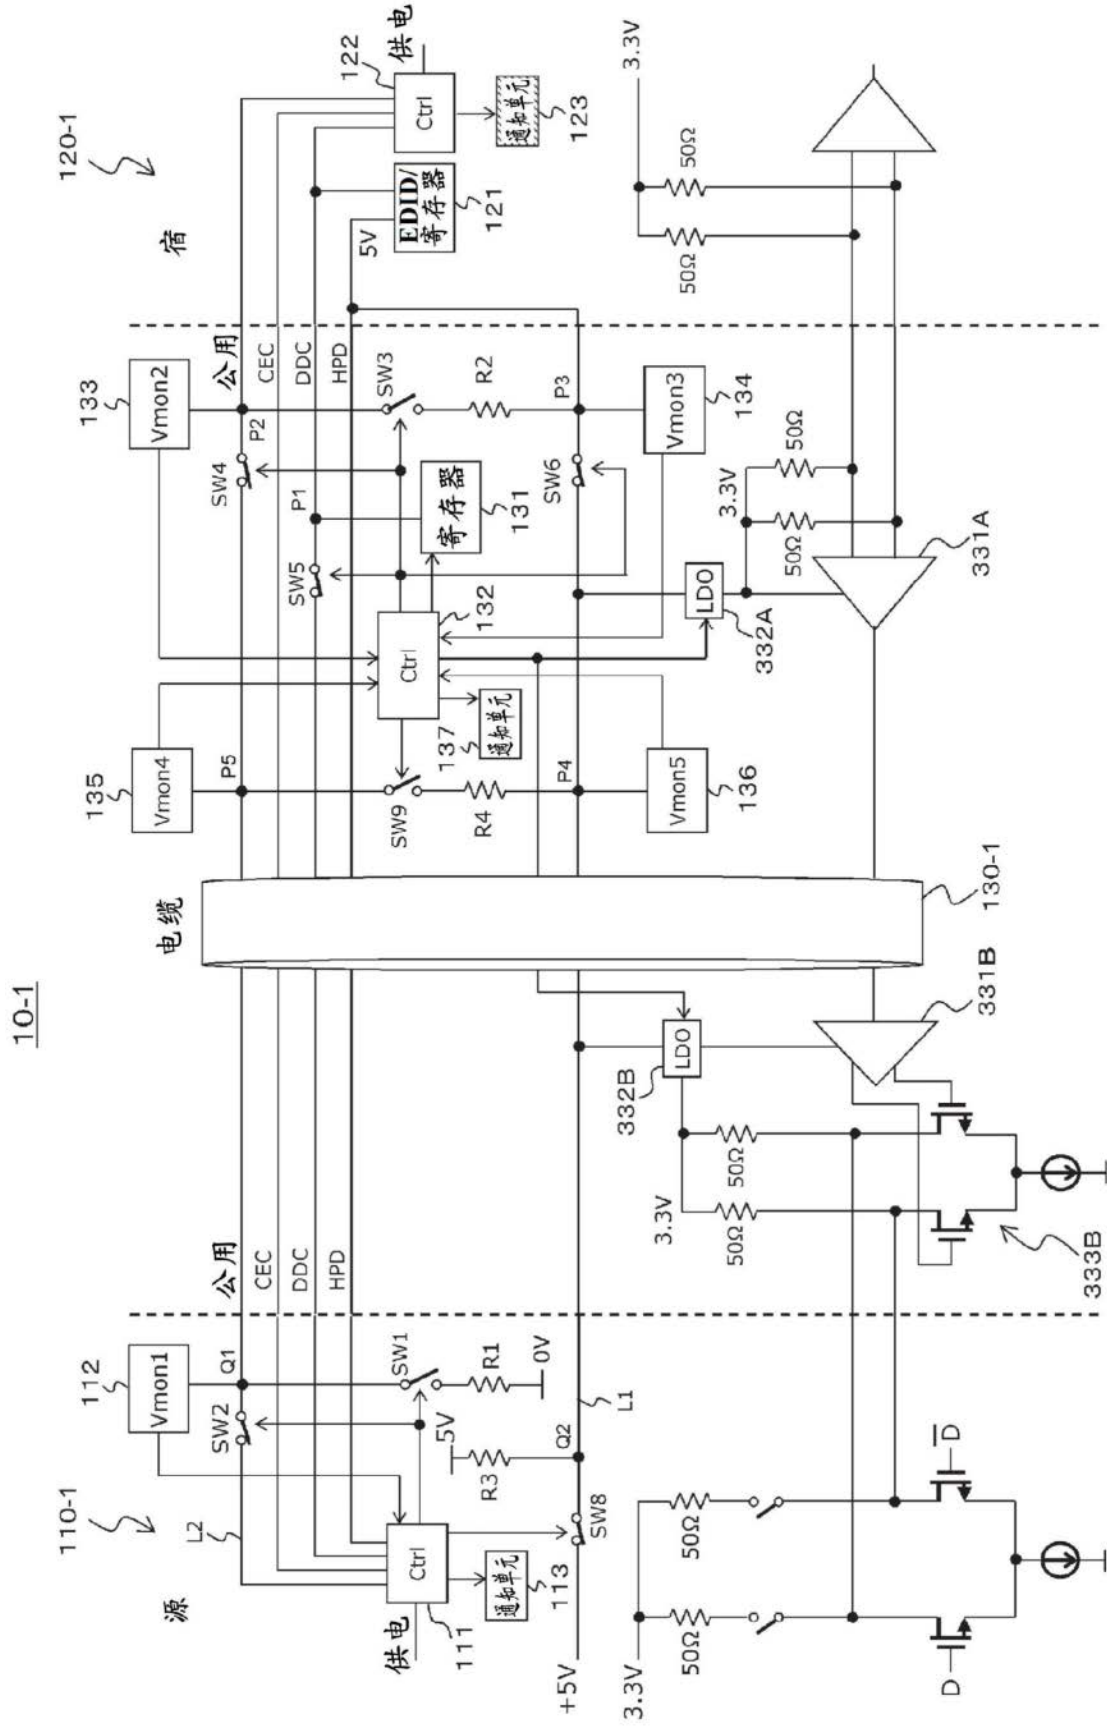 10-1
110-1
源
112
Vmon1
L2
SW2
Q1
公用
CEC
DDC
HPD
供电
Ctrl
111
通知单元
113
5V
SW1
R1
0V
R3
Q2
L1
+5V
SW8
3.3V
50Ω
50Ω
D
D̅
332B
LDO
3.3V
50Ω
50Ω
331B
333B
电缆
130-1
135
Vmon4
P5
133
Vmon2
P2
SW4
公用
CEC
DDC
HPD
SW5
P1
SW3
Ctrl
132
寄存器
131
R2
SW9
R4
137
通知单元
P4
SW6
P3
Vmon5
136
Vmon3
134
LDO
332A
3.3V
50Ω
50Ω
331A
120-1
宿
122
供电
Ctrl
通知单元
123
5V
EDID/
寄存器
121
3.3V
50Ω
50Ω